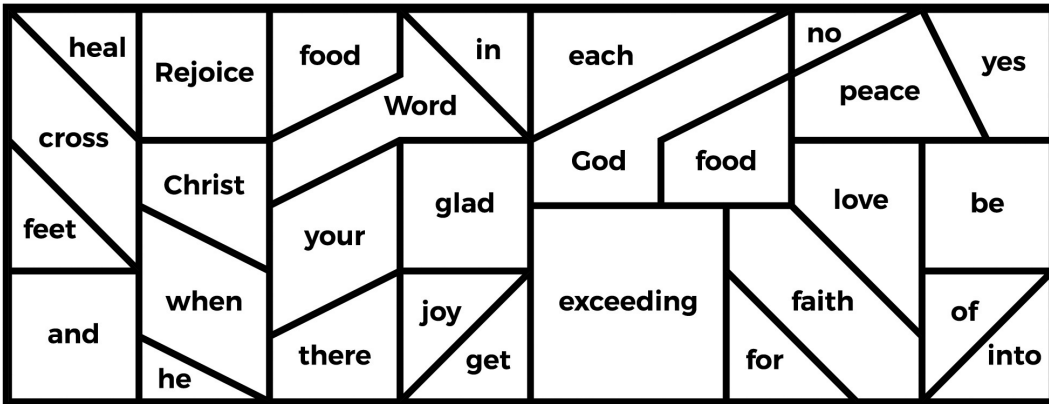 heal
Rejoice
food
in
each
no
yes
cross
Word
peace
God
food
Christ
glad
love
be
feet
your
and
when
joy
exceeding
faith
of
he
there
get
for
into